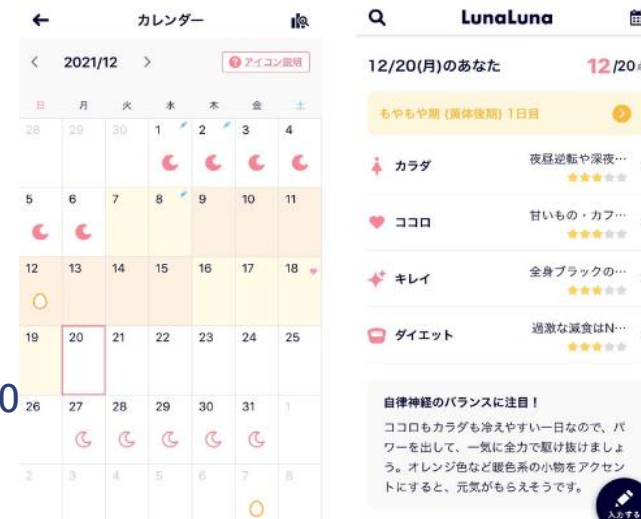 カレンダー
2021/12
アイコン説明
日 月 火 水 木 金 土
28 29 30 1 2 3 4
5 6 7 8 9 10 11
12 13 14 15 16 17 18
19 20 21 22 23 24 25
26 27 28 29 30 31 1
2 3 4 5 6 7 8
0
LunaLuna
12/20(月)のあなた
12/20
もやもや期 (黄体後期) 1日目
カラダ
夜昼逆転や深夜…
ココロ
甘いもの・カフ…
キレイ
全身ブラックの…
ダイエット
過激な減食はN…
自律神経のバランスに注目！
ココロもカラダも冷えやすい一日なので、パ
ワーを出して、一気に全力で駆け抜けましょ
う。オレンジ色など暖色系の小物をアクセン
トにすると、元気がもらえそうです。
入力する